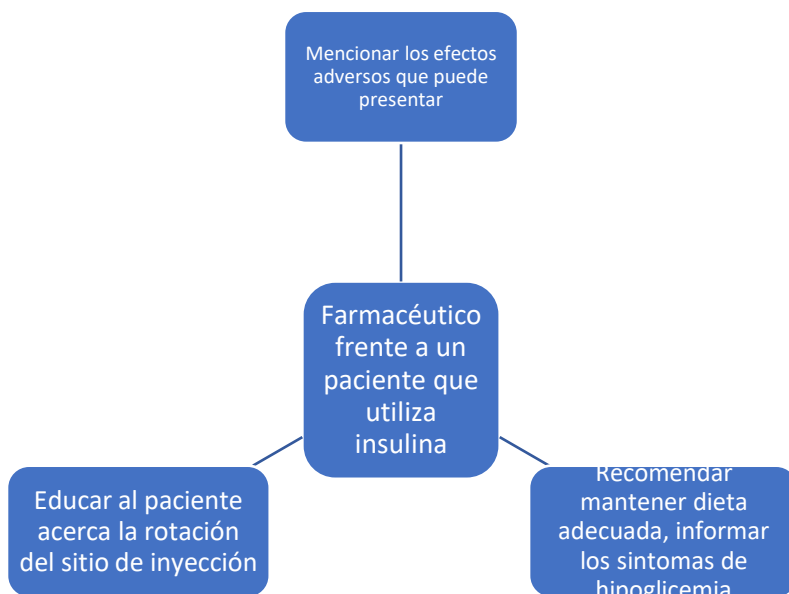 Mencionar los efectos
adversos que puede
presentar
Farmacéutico
frente a un
paciente que
utiliza
insulina
Educar al paciente
acerca la rotación
del sitio de inyección
Recomendar
mantener dieta
adecuada, informar
los sintomas de
hipoglicemia